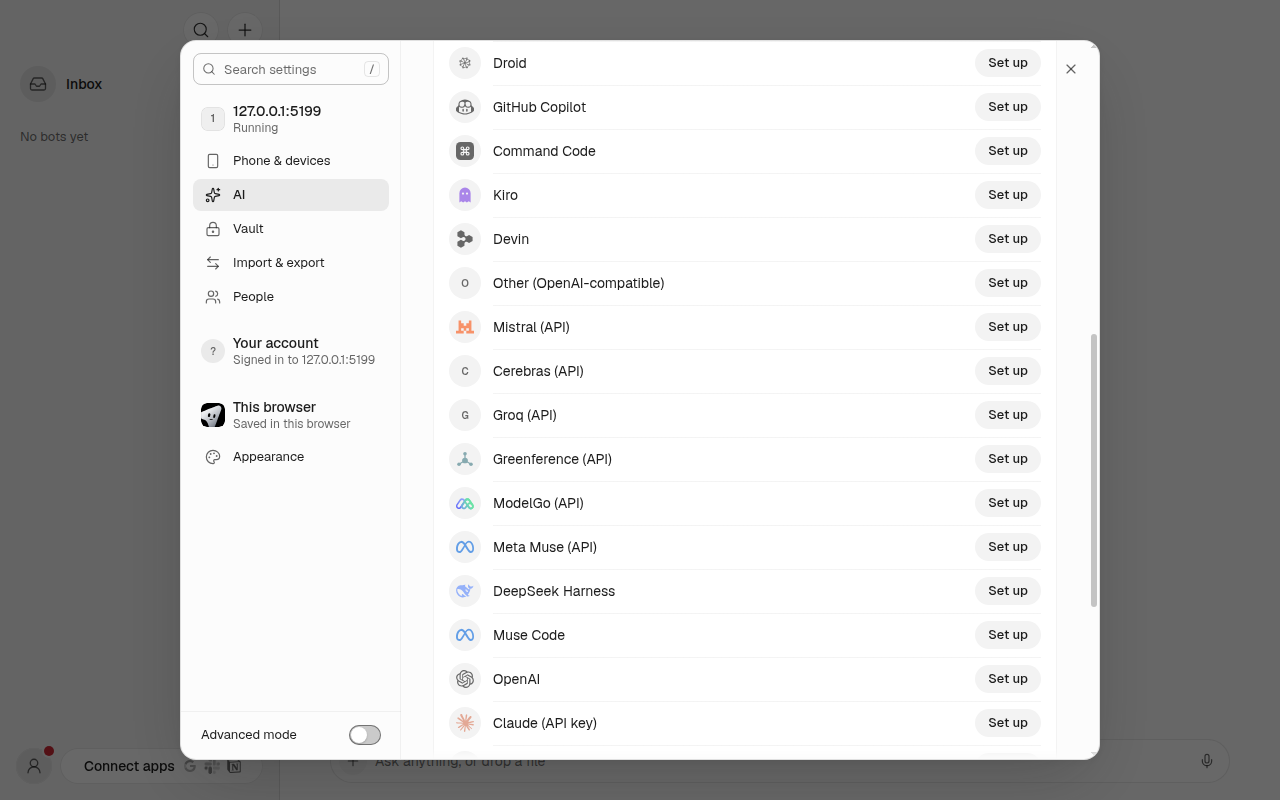 Inbox
No bots yet
Connect apps
Search settings /
1
127.0.0.1:5199
Running
Phone & devices
AI
Vault
Import & export
People
?
Your account
Signed in to 127.0.0.1:5199
This browser
Saved in this browser
Appearance
Advanced mode
Droid Set up
GitHub Copilot Set up
Command Code Set up
Kiro Set up
Devin Set up
O Other (OpenAI-compatible) Set up
Mistral (API) Set up
C Cerebras (API) Set up
G Groq (API) Set up
Greenference (API) Set up
ModelGo (API) Set up
Meta Muse (API) Set up
DeepSeek Harness Set up
Muse Code Set up
OpenAI Set up
Claude (API key) Set up
Ask anything, or drop a file